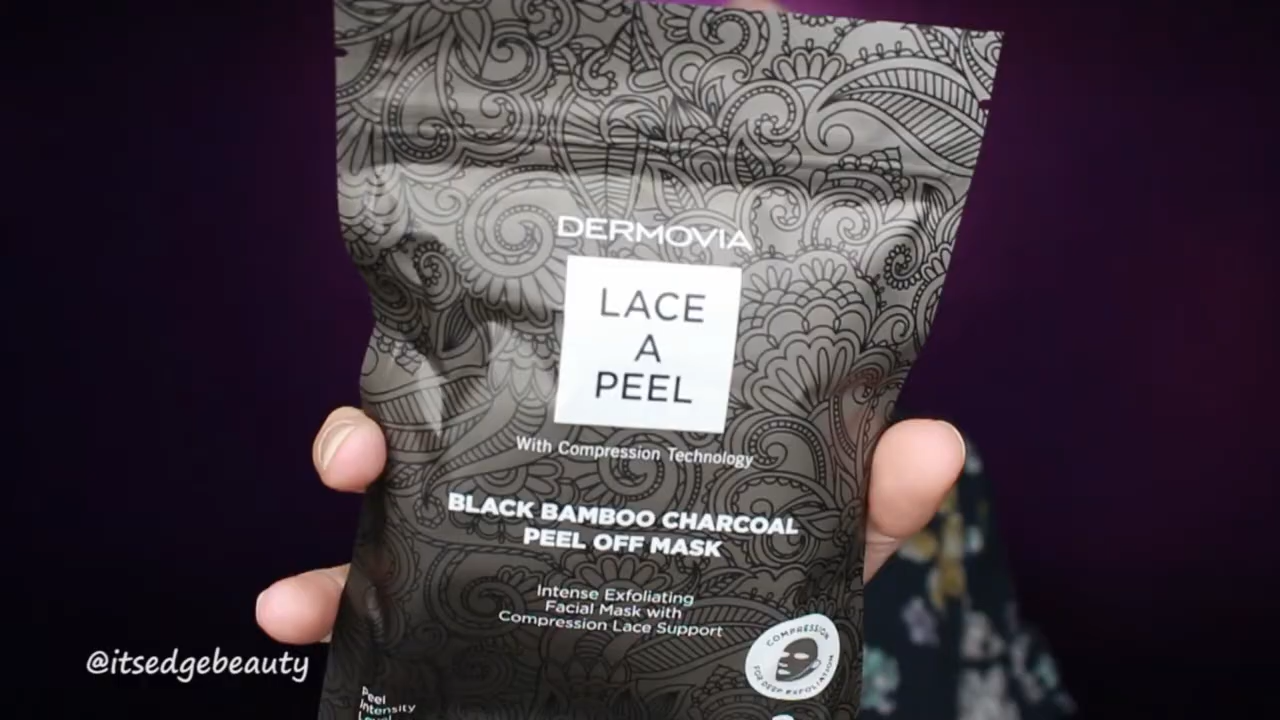 DERMOVIA
LACE
A
PEEL
With Compression Technology
BLACK BAMBOO CHARCOAL
PEEL OFF MASK
Intense Exfoliating
Facial Mask with
Compression Lace Support
COMPRESSION
FOR DEEP EXFOLIATION
@itsedgebeauty
Peel
Intensity
Level